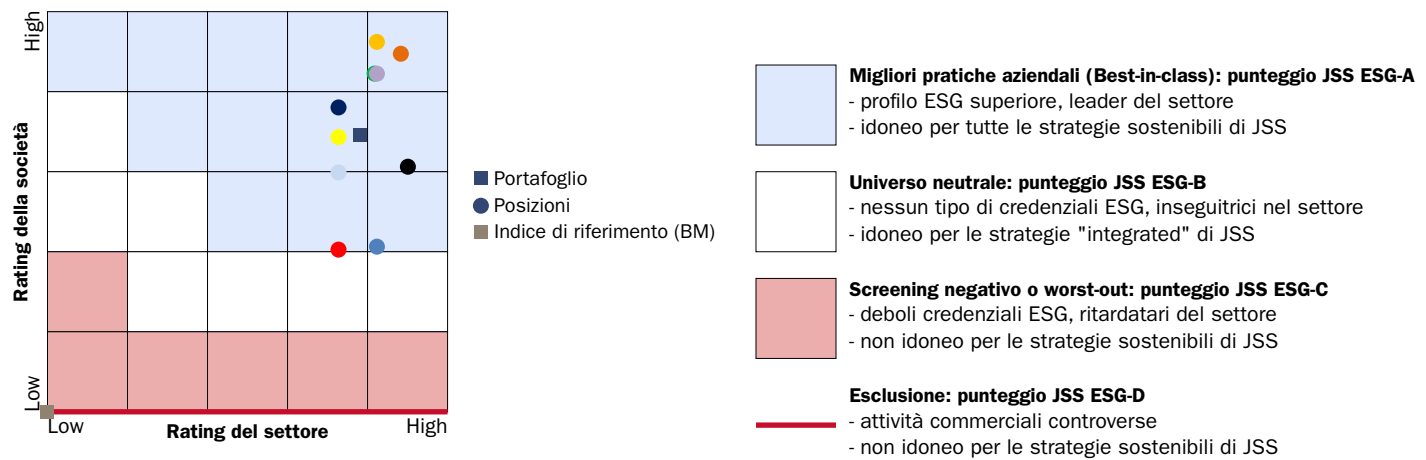 High
Rating della società
Low
Low
Rating del settore
High
Portafoglio
Posizioni
Indice di riferimento (BM)
Migliori pratiche aziendali (Best-in-class): punteggio JSS ESG-A
- profilo ESG superiore, leader del settore
- idoneo per tutte le strategie sostenibili di JSS
Universo neutrale: punteggio JSS ESG-B
- nessun tipo di credenziali ESG, inseguitrici nel settore
- idoneo per le strategie "integrated" di JSS
Screening negativo o worst-out: punteggio JSS ESG-C
- deboli credenziali ESG, ritardatari del settore
- non idoneo per le strategie sostenibili di JSS
Esclusione: punteggio JSS ESG-D
- attività commerciali controverse
- non idoneo per le strategie sostenibili di JSS